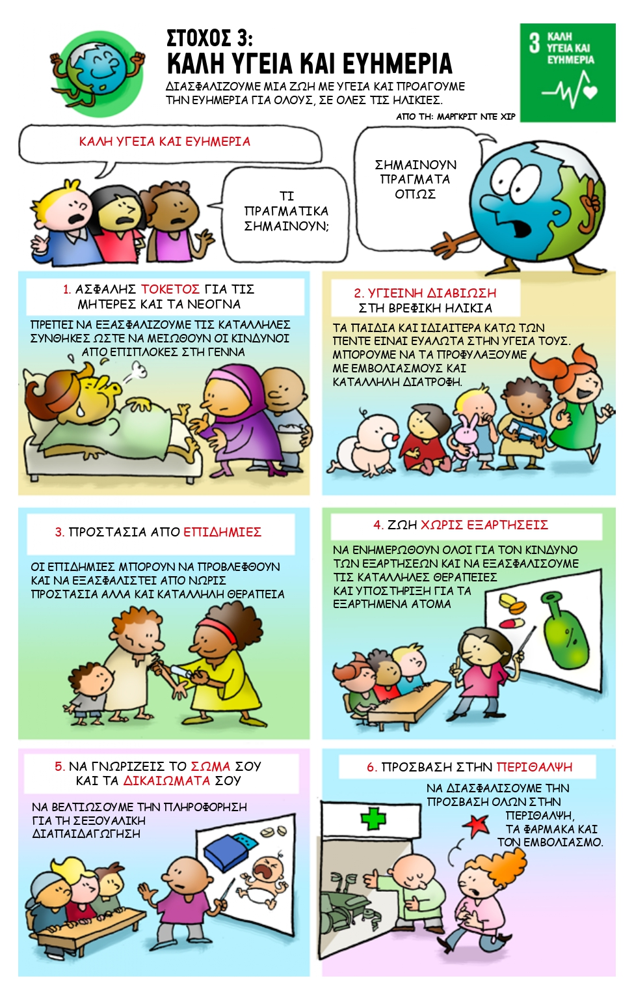 ΣΤΟΧΟΣ 3:
ΚΑΛΗ ΥΓΕΙΑ ΚΑΙ ΕΥΗΜΕΡΙΑ
ΔΙΑΣΦΑΛΙΖΟΥΜΕ ΜΙΑ ΖΩΗ ΜΕ ΥΓΕΙΑ ΚΑΙ ΠΡΟΑΓΟΥΜΕ
ΤΗΝ ΕΥΗΜΕΡΙΑ ΓΙΑ ΟΛΟΥΣ, ΣΕ ΟΛΕΣ ΤΙΣ ΗΛΙΚΙΕΣ.
ΑΠΟ ΤΗ: ΜΑΡΓΚΡΙΤ ΝΤΕ ΧΙΡ
3 ΚΑΛΗ
ΥΓΕΙΑ ΚΑΙ
ΕΥΗΜΕΡΙΑ
ΚΑΛΗ ΥΓΕΙΑ ΚΑΙ ΕΥΗΜΕΡΙΑ
ΤΙ
ΠΡΑΓΜΑΤΙΚΑ
ΣΗΜΑΙΝΟΥΝ;
ΣΗΜΑΙΝΟΥΝ
ΠΡΑΓΜΑΤΑ
ΟΠΩΣ
1. ΑΣΦΑΛΗΣ ΤΟΚΕΤΟΣ ΓΙΑ ΤΙΣ
ΜΗΤΕΡΕΣ ΚΑΙ ΤΑ ΝΕΟΓΝΑ
ΠΡΕΠΕΙ ΝΑ ΕΞΑΣΦΑΛΙΖΟΥΜΕ ΤΙΣ ΚΑΤΑΛΛΗΛΕΣ
ΣΥΝΘΗΚΕΣ ΩΣΤΕ ΝΑ ΜΕΙΩΘΟΥΝ ΟΙ ΚΙΝΔΥΝΟΙ
ΑΠΟ ΕΠΙΠΛΟΚΕΣ ΣΤΗ ΓΕΝΝΑ
2. ΥΓΙΕΙΝΗ ΔΙΑΒΙΩΣΗ
ΣΤΗ ΒΡΕΦΙΚΗ ΗΛΙΚΙΑ
ΤΑ ΠΑΙΔΙΑ ΚΑΙ ΙΔΙΑΙΤΕΡΑ ΚΑΤΩ ΤΩΝ
ΠΕΝΤΕ ΕΙΝΑΙ ΕΥΑΛΩΤΑ ΣΤΗΝ ΥΓΕΙΑ ΤΟΥΣ.
ΜΠΟΡΟΥΜΕ ΝΑ ΤΑ ΠΡΟΦΥΛΑΞΟΥΜΕ
ΜΕ ΕΜΒΟΛΙΑΣΜΟΥΣ ΚΑΙ
ΚΑΤΑΛΛΗΛΗ ΔΙΑΤΡΟΦΗ.
3. ΠΡΟΣΤΑΣΙΑ ΑΠΟ ΕΠΙΔΗΜΙΕΣ
ΟΙ ΕΠΙΔΗΜΙΕΣ ΜΠΟΡΟΥΝ ΝΑ ΠΡΟΒΛΕΦΘΟΥΝ
ΚΑΙ ΝΑ ΕΞΑΣΦΑΛΙΣΤΕΙ ΑΠΟ ΝΩΡΙΣ
ΠΡΟΣΤΑΣΙΑ ΑΛΛΑ ΚΑΙ ΚΑΤΑΛΛΗΛΗ ΘΕΡΑΠΕΙΑ
4. ΖΩΗ ΧΩΡΙΣ ΕΞΑΡΤΗΣΕΙΣ
ΝΑ ΕΝΗΜΕΡΩΘΟΥΝ ΟΛΟΙ ΓΙΑ ΤΟΝ ΚΙΝΔΥΝΟ
ΤΩΝ ΕΞΑΡΤΗΣΕΩΝ ΚΑΙ ΝΑ ΕΞΑΣΦΑΛΙΣΟΥΜΕ
ΤΙΣ ΚΑΤΑΛΛΗΛΕΣ ΘΕΡΑΠΕΙΕΣ
ΚΑΙ ΥΠΟΣΤΗΡΙΞΗ ΓΙΑ ΤΑ
ΕΞΑΡΤΗΜΕΝΑ ΑΤΟΜΑ
5. ΝΑ ΓΝΩΡΙΖΕΙΣ ΤΟ ΣΩΜΑ ΣΟΥ
ΚΑΙ ΤΑ ΔΙΚΑΙΩΜΑΤΑ ΣΟΥ
ΝΑ ΒΕΛΤΙΩΣΟΥΜΕ ΤΗΝ ΠΛΗΡΟΦΟΡΗΣΗ
ΓΙΑ ΤΗ ΣΕΞΟΥΑΛΙΚΗ
ΔΙΑΠΑΙΔΑΓΩΓΗΣΗ
6. ΠΡΟΣΒΑΣΗ ΣΤΗΝ ΠΕΡΙΘΑΛΨΗ
ΝΑ ΔΙΑΣΦΑΛΙΣΟΥΜΕ ΤΗΝ
ΠΡΟΣΒΑΣΗ ΟΛΩΝ ΣΤΗΝ
ΠΕΡΙΘΑΛΨΗ,
ΤΑ ΦΑΡΜΑΚΑ ΚΑΙ
ΤΟΝ ΕΜΒΟΛΙΑΣΜΟ.